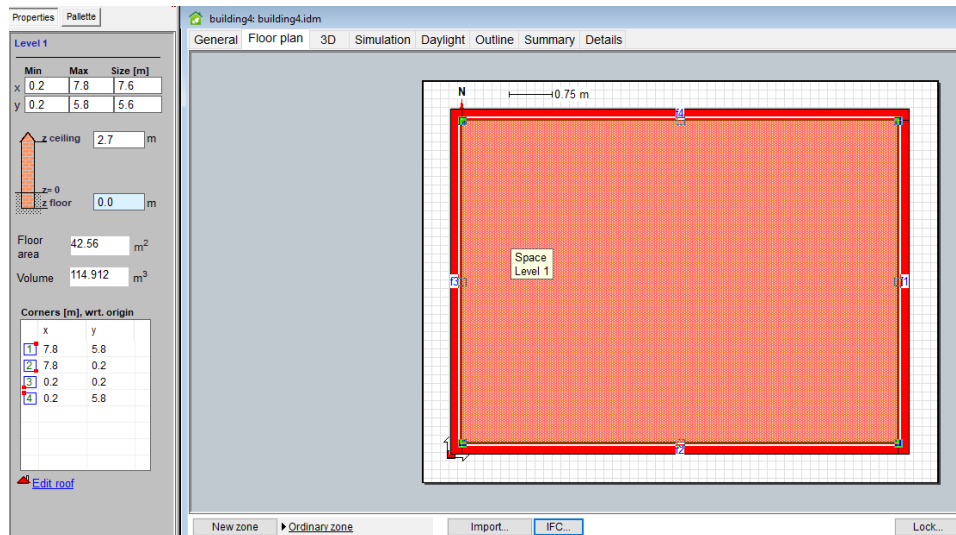 Properties Pallette
Level 1
Min Max Size [m]
x 0.2 7.8 7.6
y 0.2 5.8 5.6
z ceiling 2.7 m
z= 0
z floor 0.0 m
Floor area 42.56 m2
Volume 114.912 m3
Corners [m], wrt. origin
x y
1 7.8 5.8
2 7.8 0.2
3 0.2 0.2
4 0.2 5.8
Edit roof
building4: building4.idm
General Floor plan 3D Simulation Daylight Outline Summary Details
N 0.75 m
f4
Space
Level 1
f3 f1
f2
New zone Ordinary zone Import... IFC... Lock...